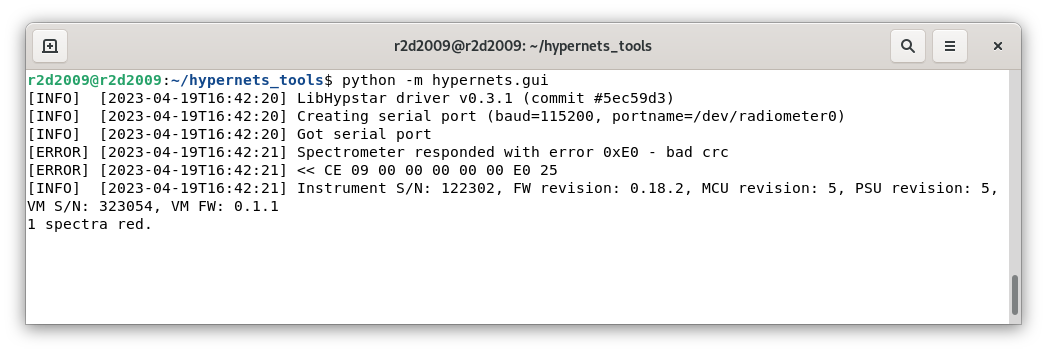 r2d2009@r2d2009: ~/hypernets_tools
r2d2009@r2d2009:~/hypernets_tools$ python -m hypernets.gui
[INFO]  [2023-04-19T16:42:20] LibHypstar driver v0.3.1 (commit #5ec59d3)
[INFO]  [2023-04-19T16:42:20] Creating serial port (baud=115200, portname=/dev/radiometer0)
[INFO]  [2023-04-19T16:42:20] Got serial port
[ERROR] [2023-04-19T16:42:21] Spectrometer responded with error 0xE0 - bad crc
[ERROR] [2023-04-19T16:42:21] << CE 09 00 00 00 00 00 E0 25
[INFO]  [2023-04-19T16:42:21] Instrument S/N: 122302, FW revision: 0.18.2, MCU revision: 5, PSU revision: 5,
VM S/N: 323054, VM FW: 0.1.1
1 spectra red.